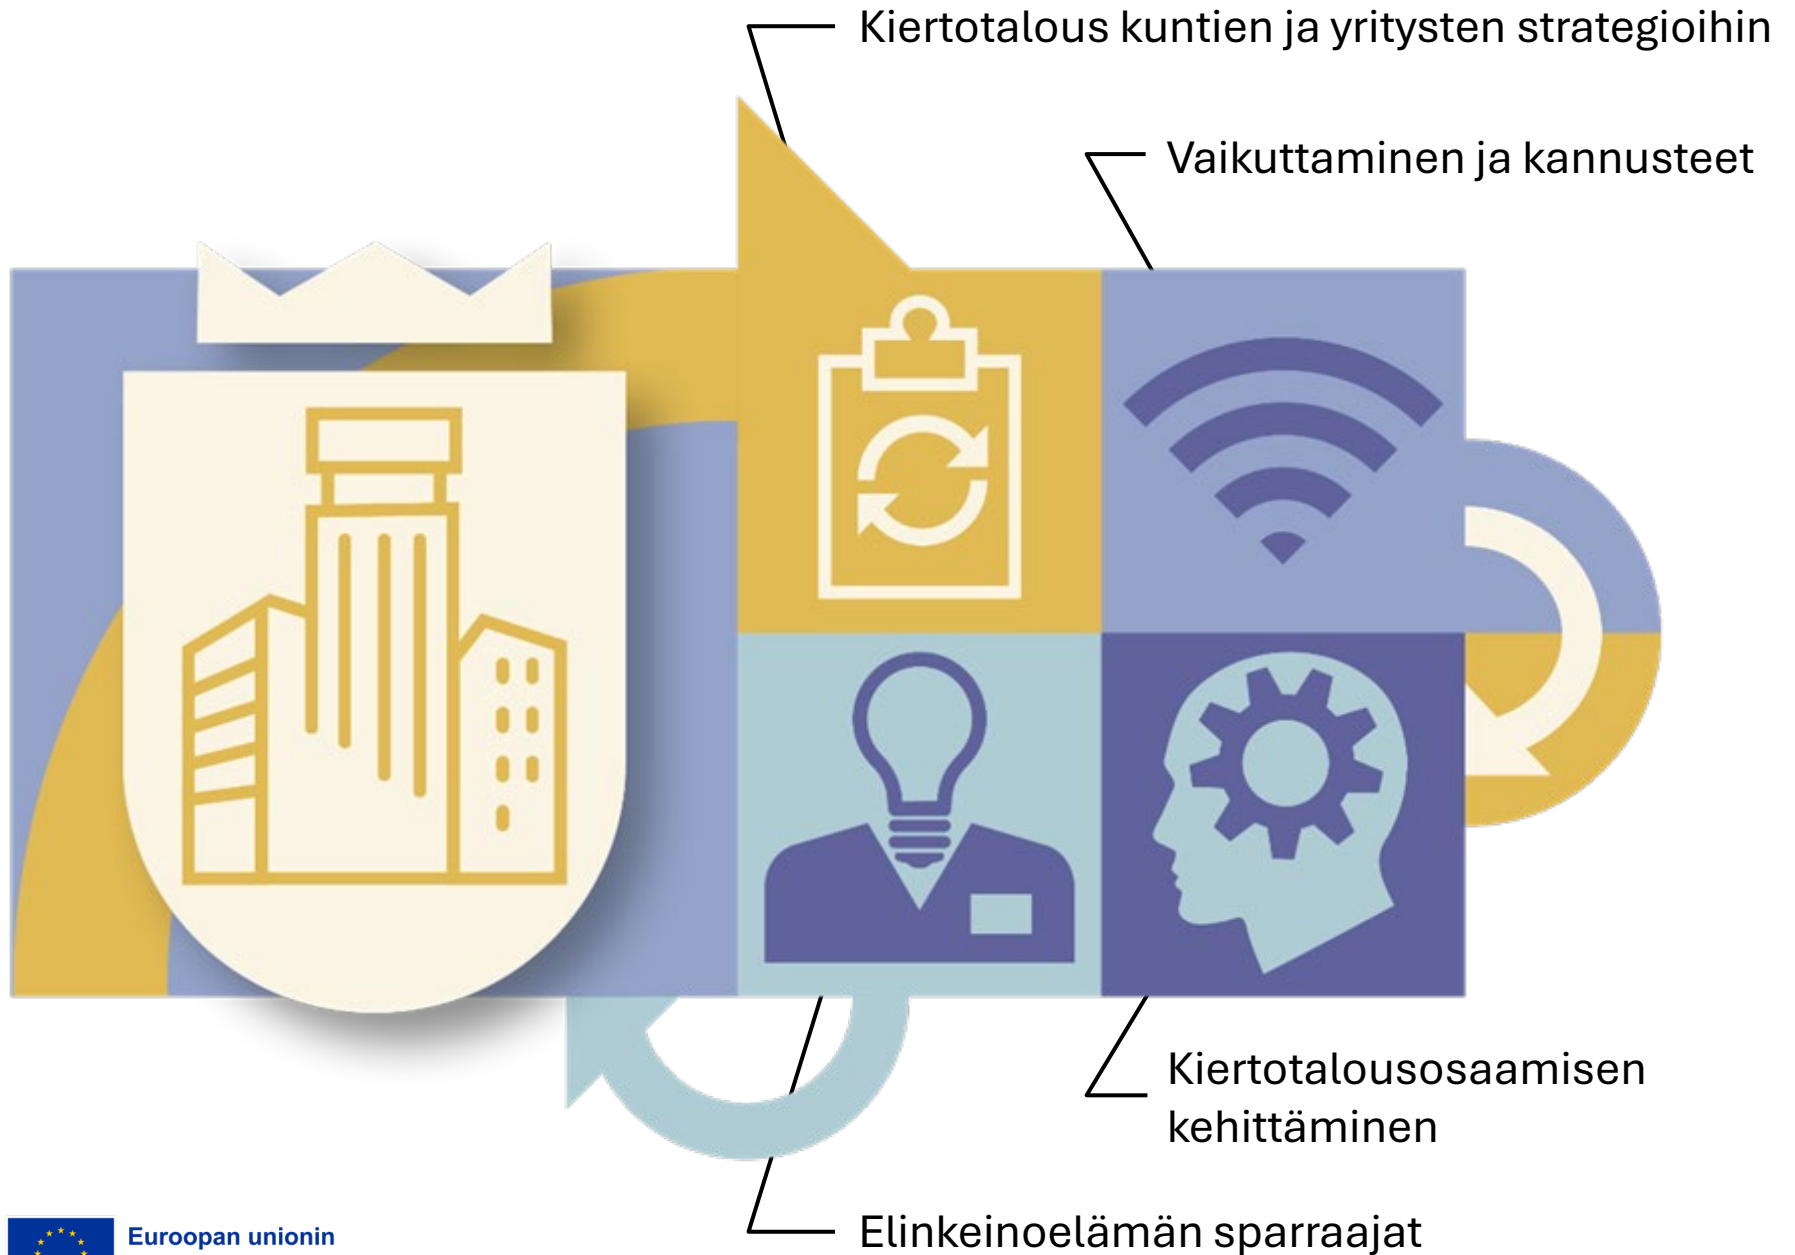 Kiertotalous kuntien ja yritysten strategioihin
Vaikuttaminen ja kannusteet
Kiertotalousosaamisen
kehittäminen
Elinkeinoelämän sparraajat
Euroopan unionin